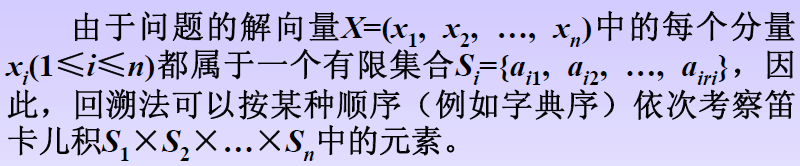 由于问题的解向量X=(x1, x2, …, xn)中的每个分量
xi(1≤i≤n)都属于一个有限集合Si={ai1, ai2, …, airi}，因
此，回溯法可以按某种顺序（例如字典序）依次考察笛
卡儿积S1×S2×…×Sn中的元素。